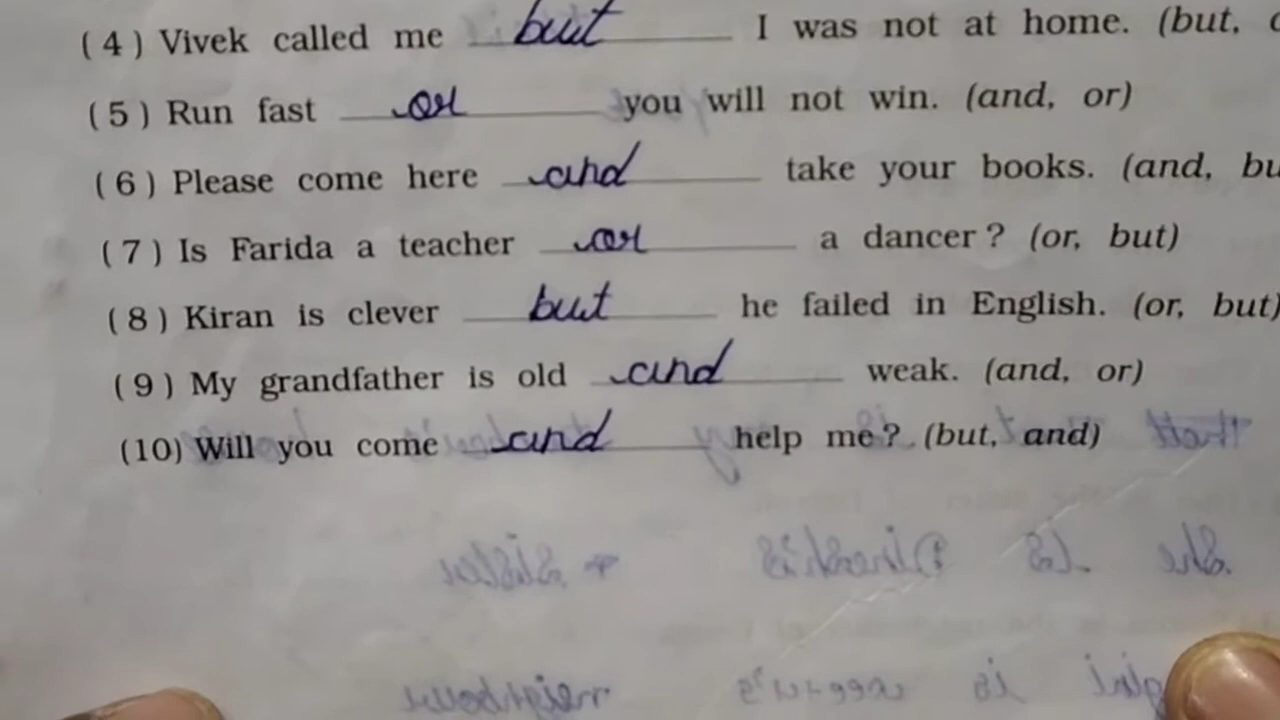 (4) Vivek called me but I was not at home. (but,
(5) Run fast or you will not win. (and, or)
(6) Please come here and take your books. (and, bu
(7) Is Farida a teacher or a dancer? (or, but)
(8) Kiran is clever but he failed in English. (or, but)
(9) My grandfather is old and weak. (and, or)
(10) Will you come and help me? (but, and)